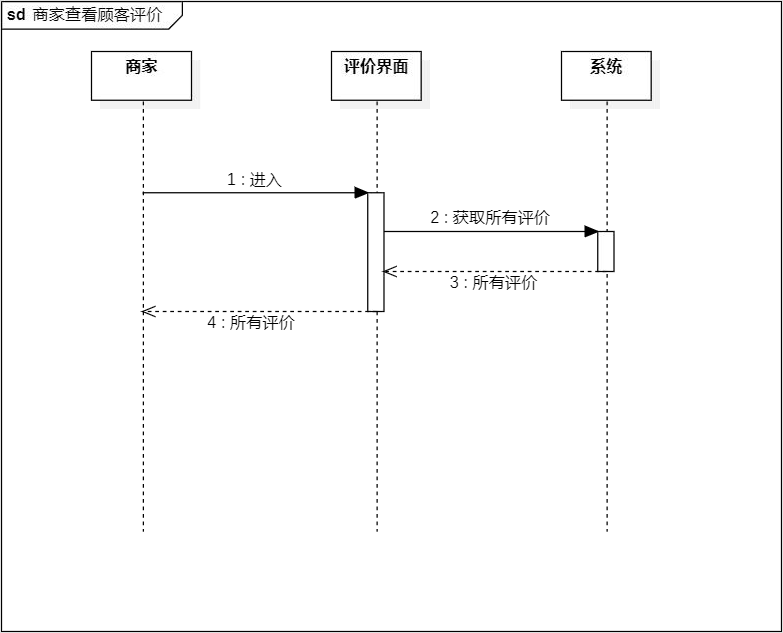 sd 商家查看顾客评价
商家
评价界面
系统
1 : 进入
2 : 获取所有评价
3 : 所有评价
4 : 所有评价